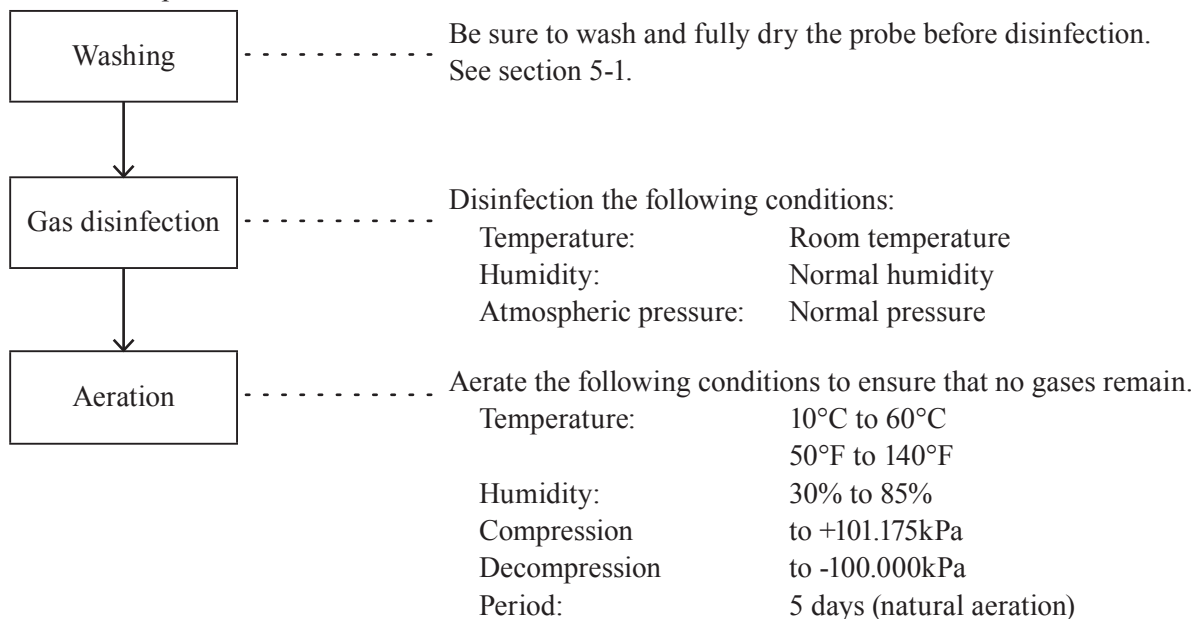 Washing
Be sure to wash and fully dry the probe before disinfection.
See section 5-1.
Gas disinfection
Disinfection the following conditions:
Temperature: Room temperature
Humidity: Normal humidity
Atmospheric pressure: Normal pressure
Aeration
Aerate the following conditions to ensure that no gases remain.
Temperature: 10°C to 60°C
50°F to 140°F
Humidity: 30% to 85%
Compression to +101.175kPa
Decompression to -100.000kPa
Period: 5 days (natural aeration)